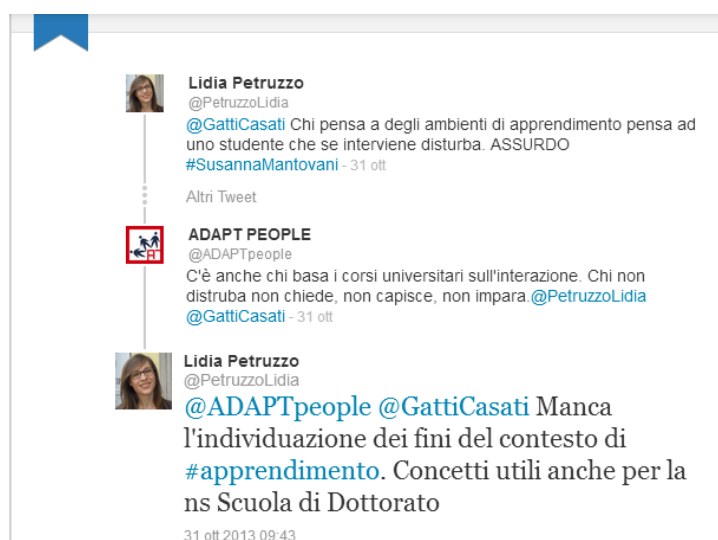 Lidia Petruzzo
@PetruzzoLidia
@GattiCasati Chi pensa a degli ambienti di apprendimento pensa ad
uno studente che se interviene disturba. ASSURDO
#SusannaMantovani - 31 ott
Altri Tweet
ADAPT PEOPLE
@ADAPTpeople
C'è anche chi basa i corsi universitari sull'interazione. Chi non
distruba non chiede, non capisce, non impara.@PetruzzoLidia
@GattiCasati - 31 ott
Lidia Petruzzo
@PetruzzoLidia
@ADAPTpeople @GattiCasati Manca
l'individuazione dei fini del contesto di
#apprendimento. Concetti utili anche per la
ns Scuola di Dottorato
31 ott 2013 09:43